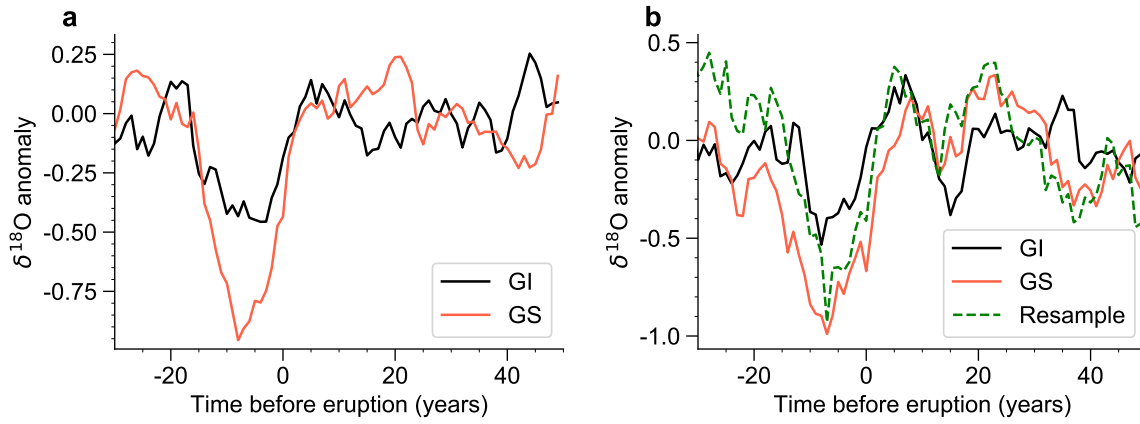 a
δ¹⁸O anomaly
0.25
0.00
-0.25
-0.50
-0.75
GI
GS
-20
0
20
40
Time before eruption (years)
b
δ¹⁸O anomaly
0.5
0.0
-0.5
-1.0
GI
GS
Resample
-20
0
20
40
Time before eruption (years)